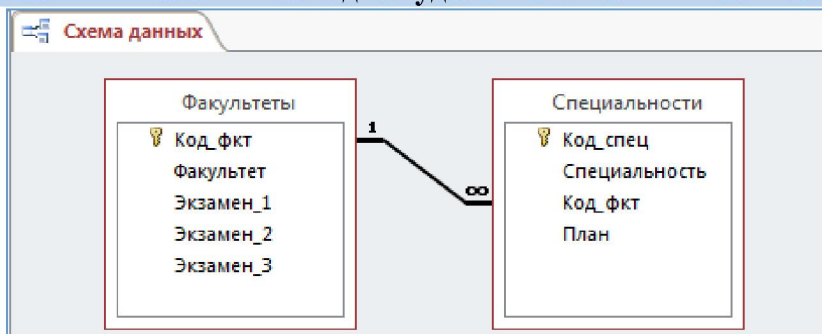 Схема данных
Факультеты
Код_фкт
Факультет
Экзамен_1
Экзамен_2
Экзамен_3
1
∞
Специальности
Код_спец
Специальность
Код_фкт
План